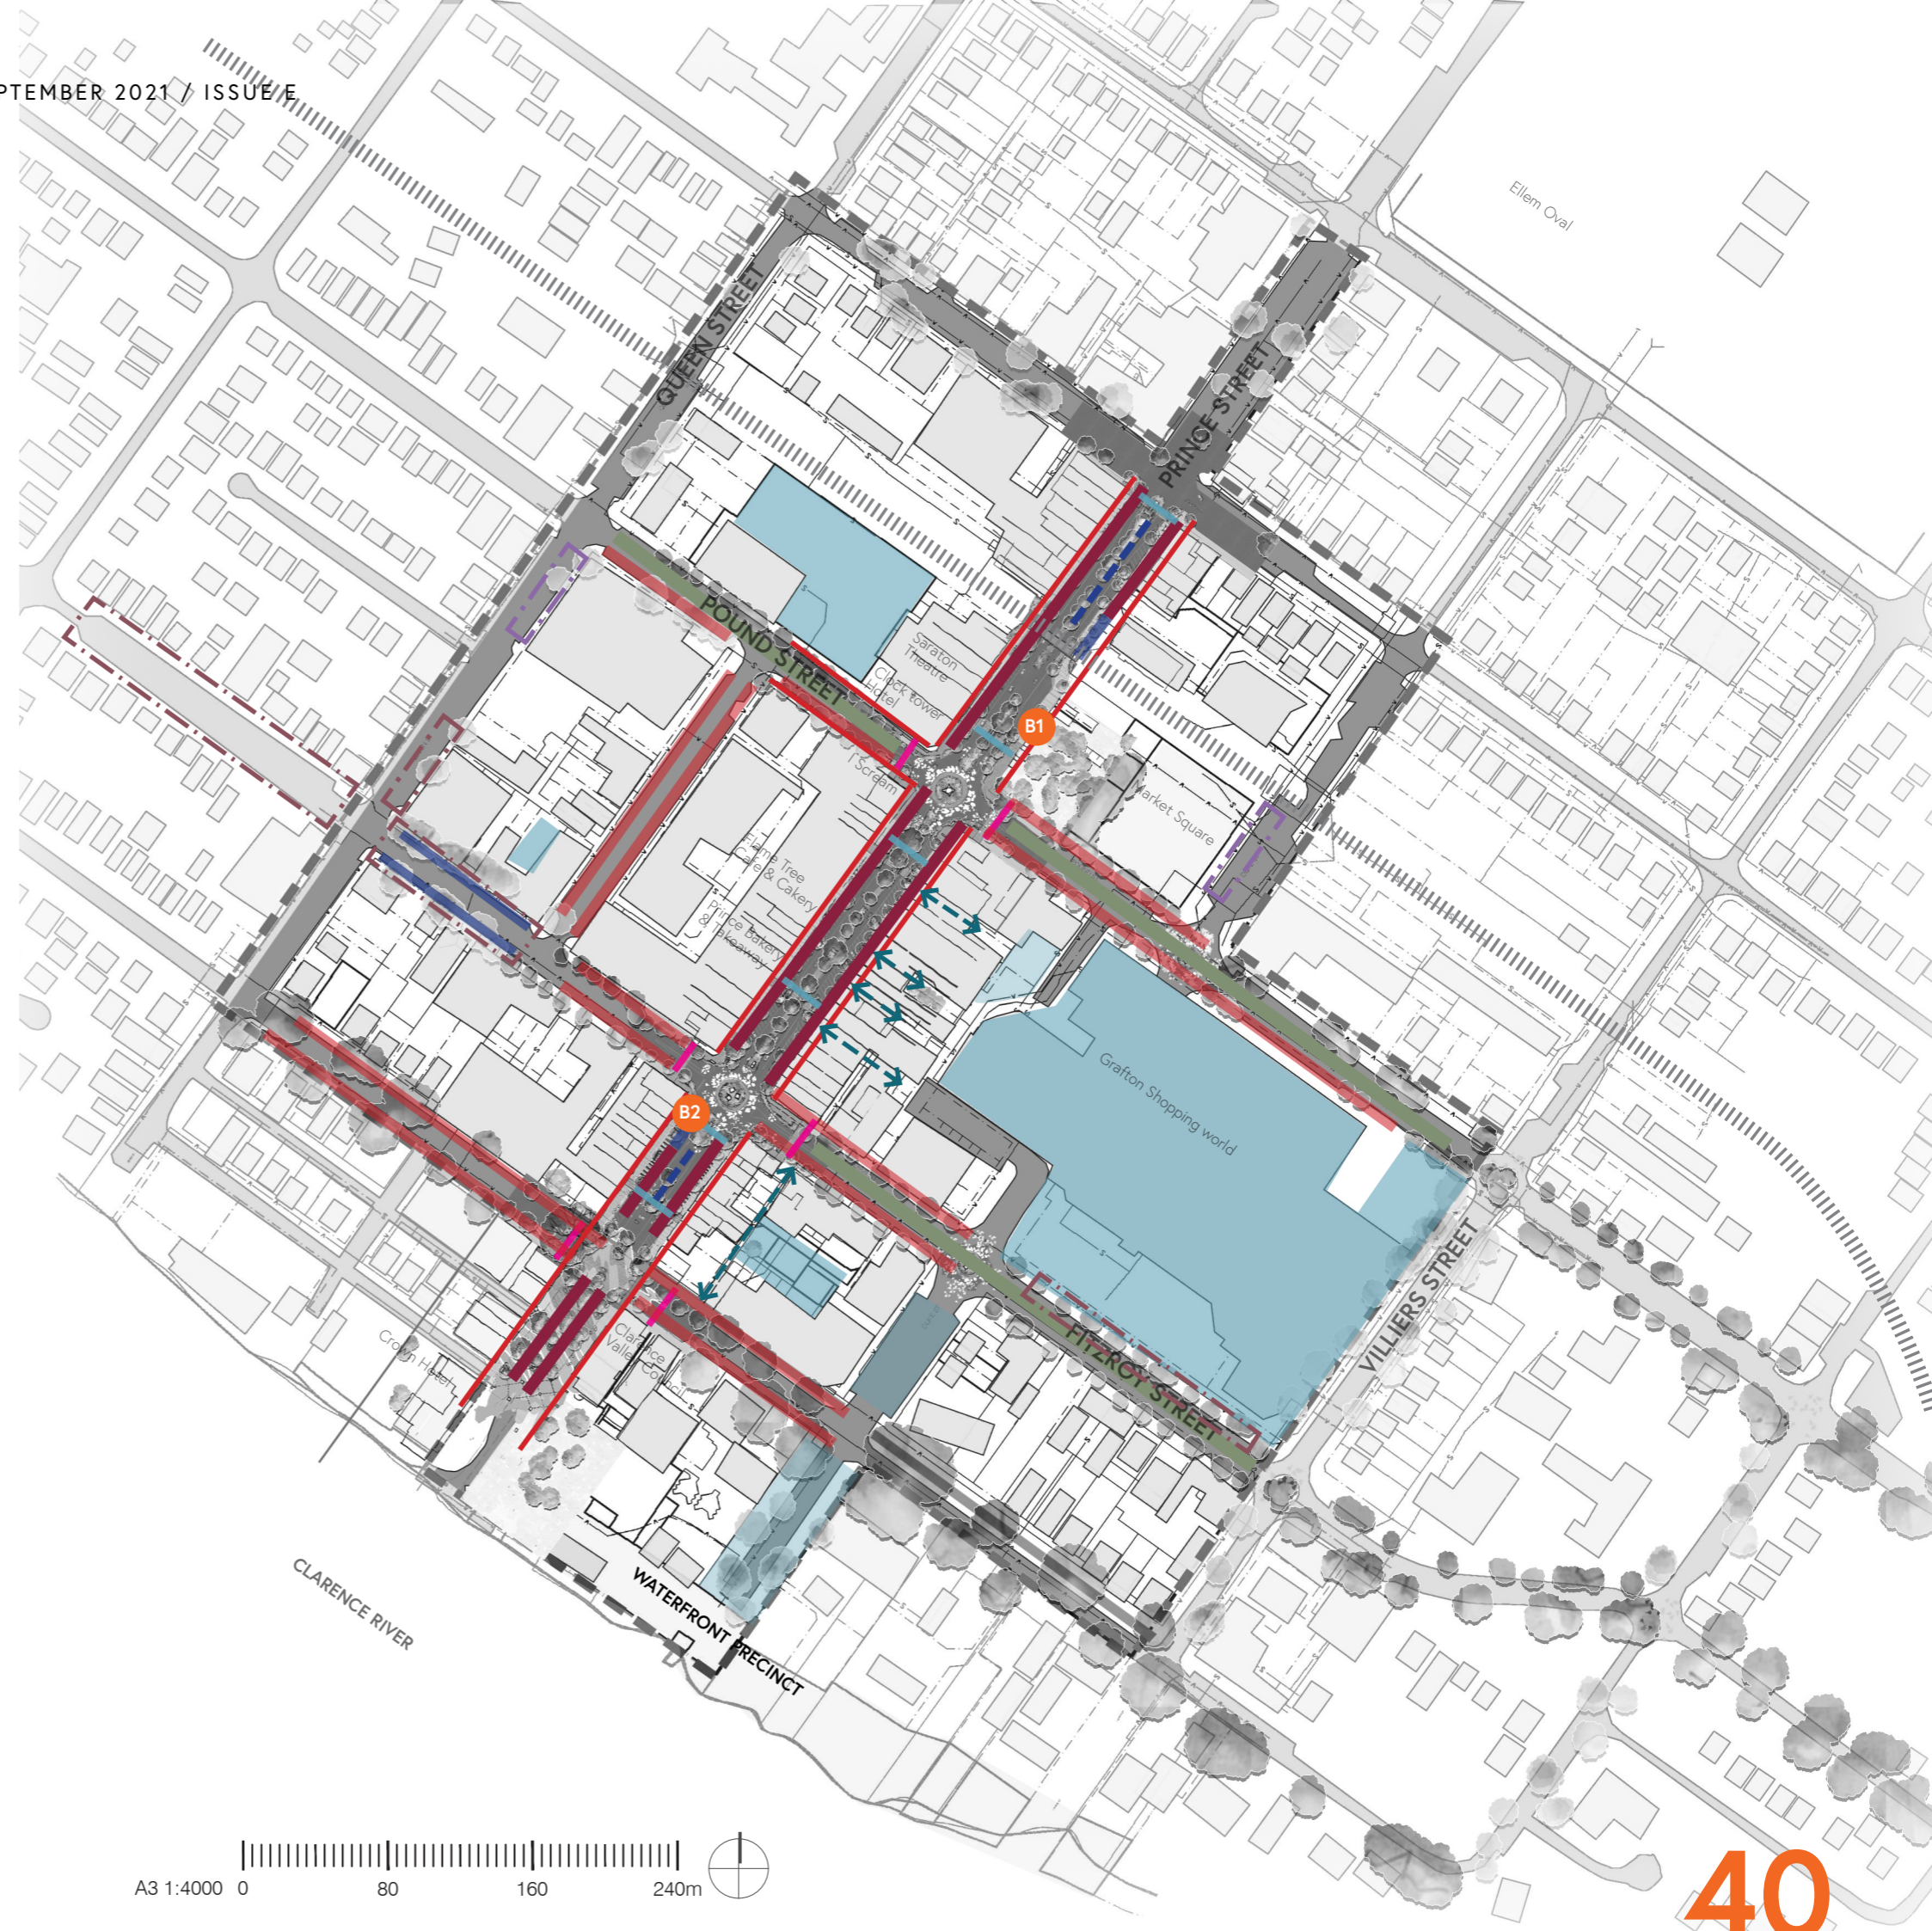 PTEMBER 2021 / ISSUE E
Ellem Oval
QUEEN STREET
PRINCE STREET
POUND STREET
Saraton
Theatre
Clock tower
Hotel
B1
I Scream
Market Square
Flame Tree
Cafe & Cakery
Prince Bakery
& Takeaway
Grafton Shopping world
B2
VILLIERS STREET
FITZROY STREET
Crown Hotel
Clarence
Valley Council
CLARENCE RIVER
WATERFRONT PRECINCT
A3 1:4000 0 80 160 240m
40